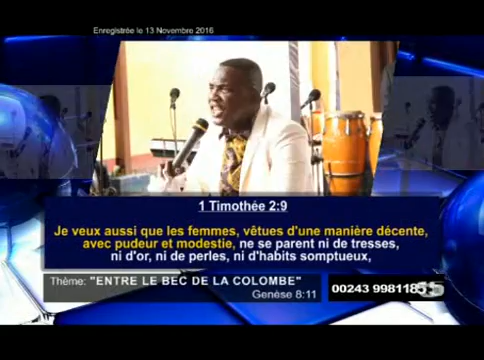 Enregistrée le 13 Novembre 2016
1 Timothée 2:9
Je veux aussi que les femmes, vêtues d'une manière décente,
avec pudeur et modestie, ne se parent ni de tresses,
ni d'or, ni de perles, ni d'habits somptueux,
Thème: "ENTRE LE BEC DE LA COLOMBE"
Genèse 8:11
00243 998118